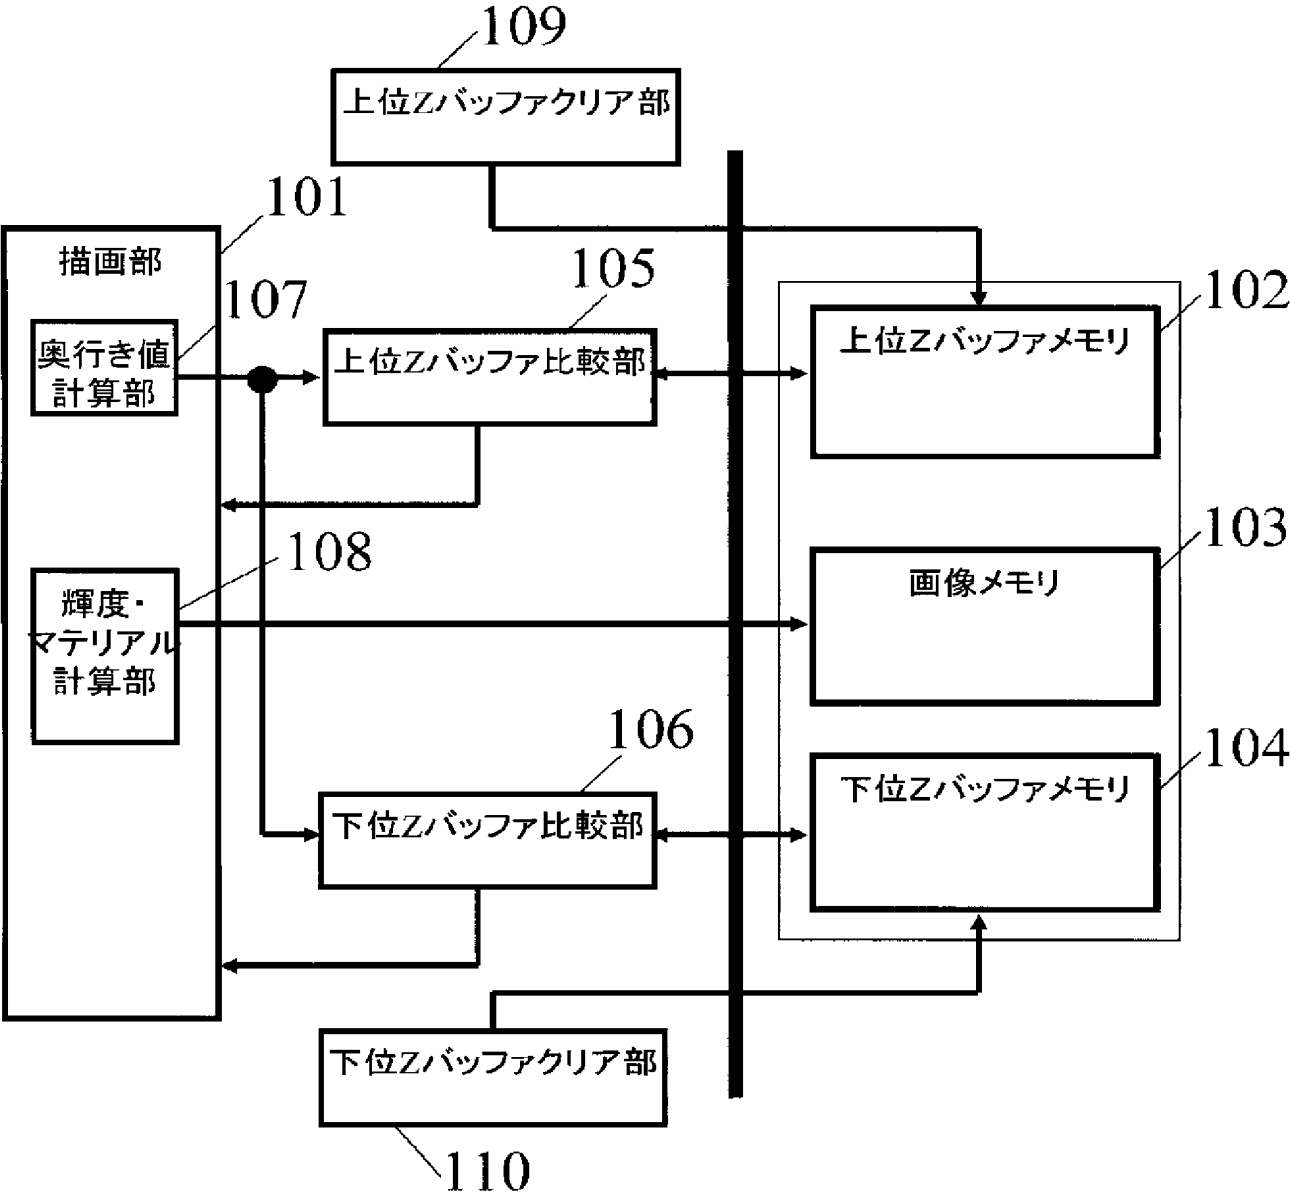 109
上位Zバッファクリア部
101
描画部
107
奥行き値
計算部
105
上位Zバッファ比較部
102
上位Zバッファメモリ
108
輝度・
マテリアル
計算部
103
画像メモリ
106
下位Zバッファ比較部
104
下位Zバッファメモリ
下位Zバッファクリア部
110